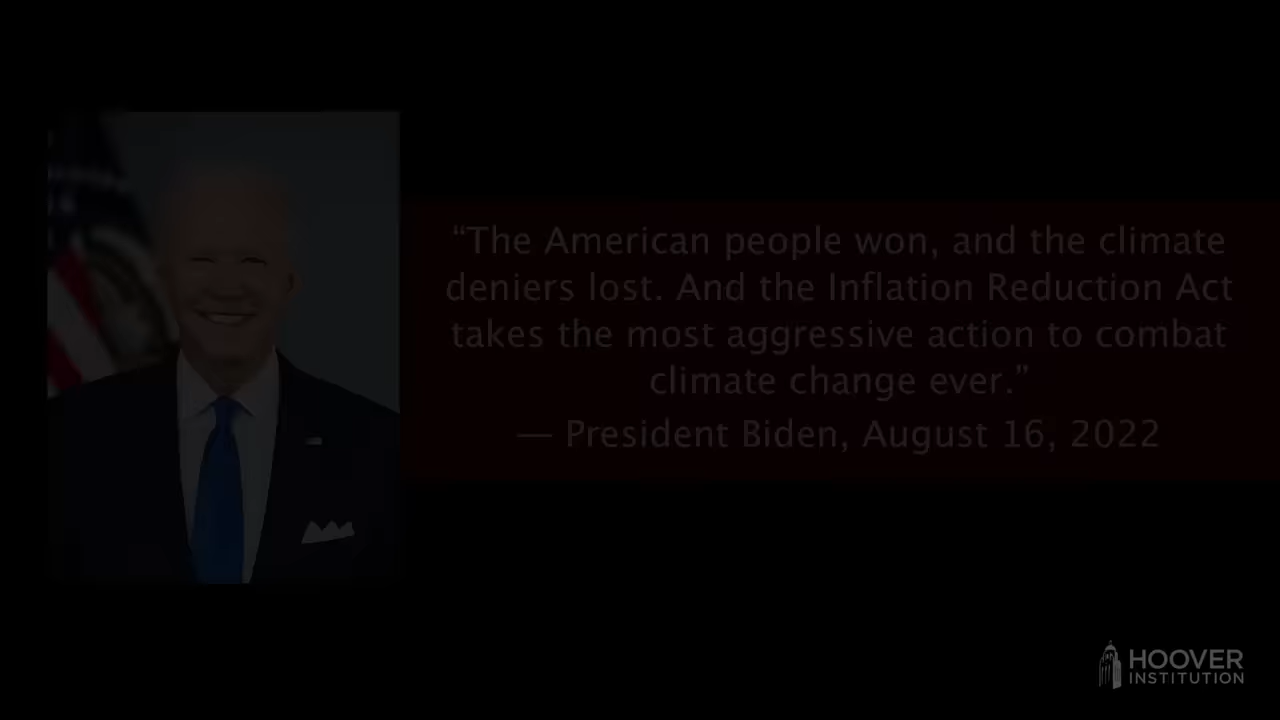 “The American people won, and the climate
deniers lost. And the Inflation Reduction Act
takes the most aggressive action to combat
climate change ever.”
— President Biden, August 16, 2022
HOOVER
INSTITUTION